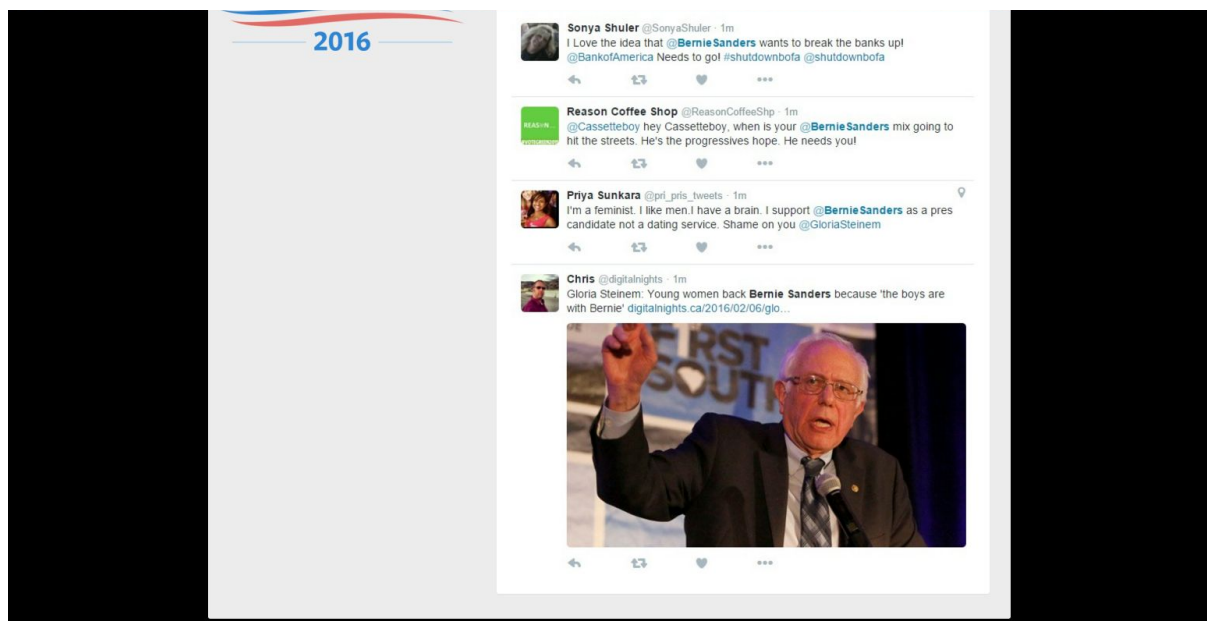 2016
Sonya Shuler @SonyaShuler · 1m
I Love the idea that @BernieSanders wants to break the banks up!
@BankofAmerica Needs to go! #shutdownbofa @shutdownbofa
Reason Coffee Shop @ReasonCoffeeShp · 1m
@Cassetteboy hey Cassetteboy, when is your @BernieSanders mix going to
hit the streets. He's the progressives hope. He needs you!
Priya Sunkara @pri_pris_tweets · 1m
I'm a feminist. I like men.I have a brain. I support @BernieSanders as a pres
candidate not a dating service. Shame on you @GloriaSteinem
Chris @digitalnights · 1m
Gloria Steinem: Young women back Bernie Sanders because 'the boys are
with Bernie' digitalnights.ca/2016/02/06/glo…
RST
SOUTH